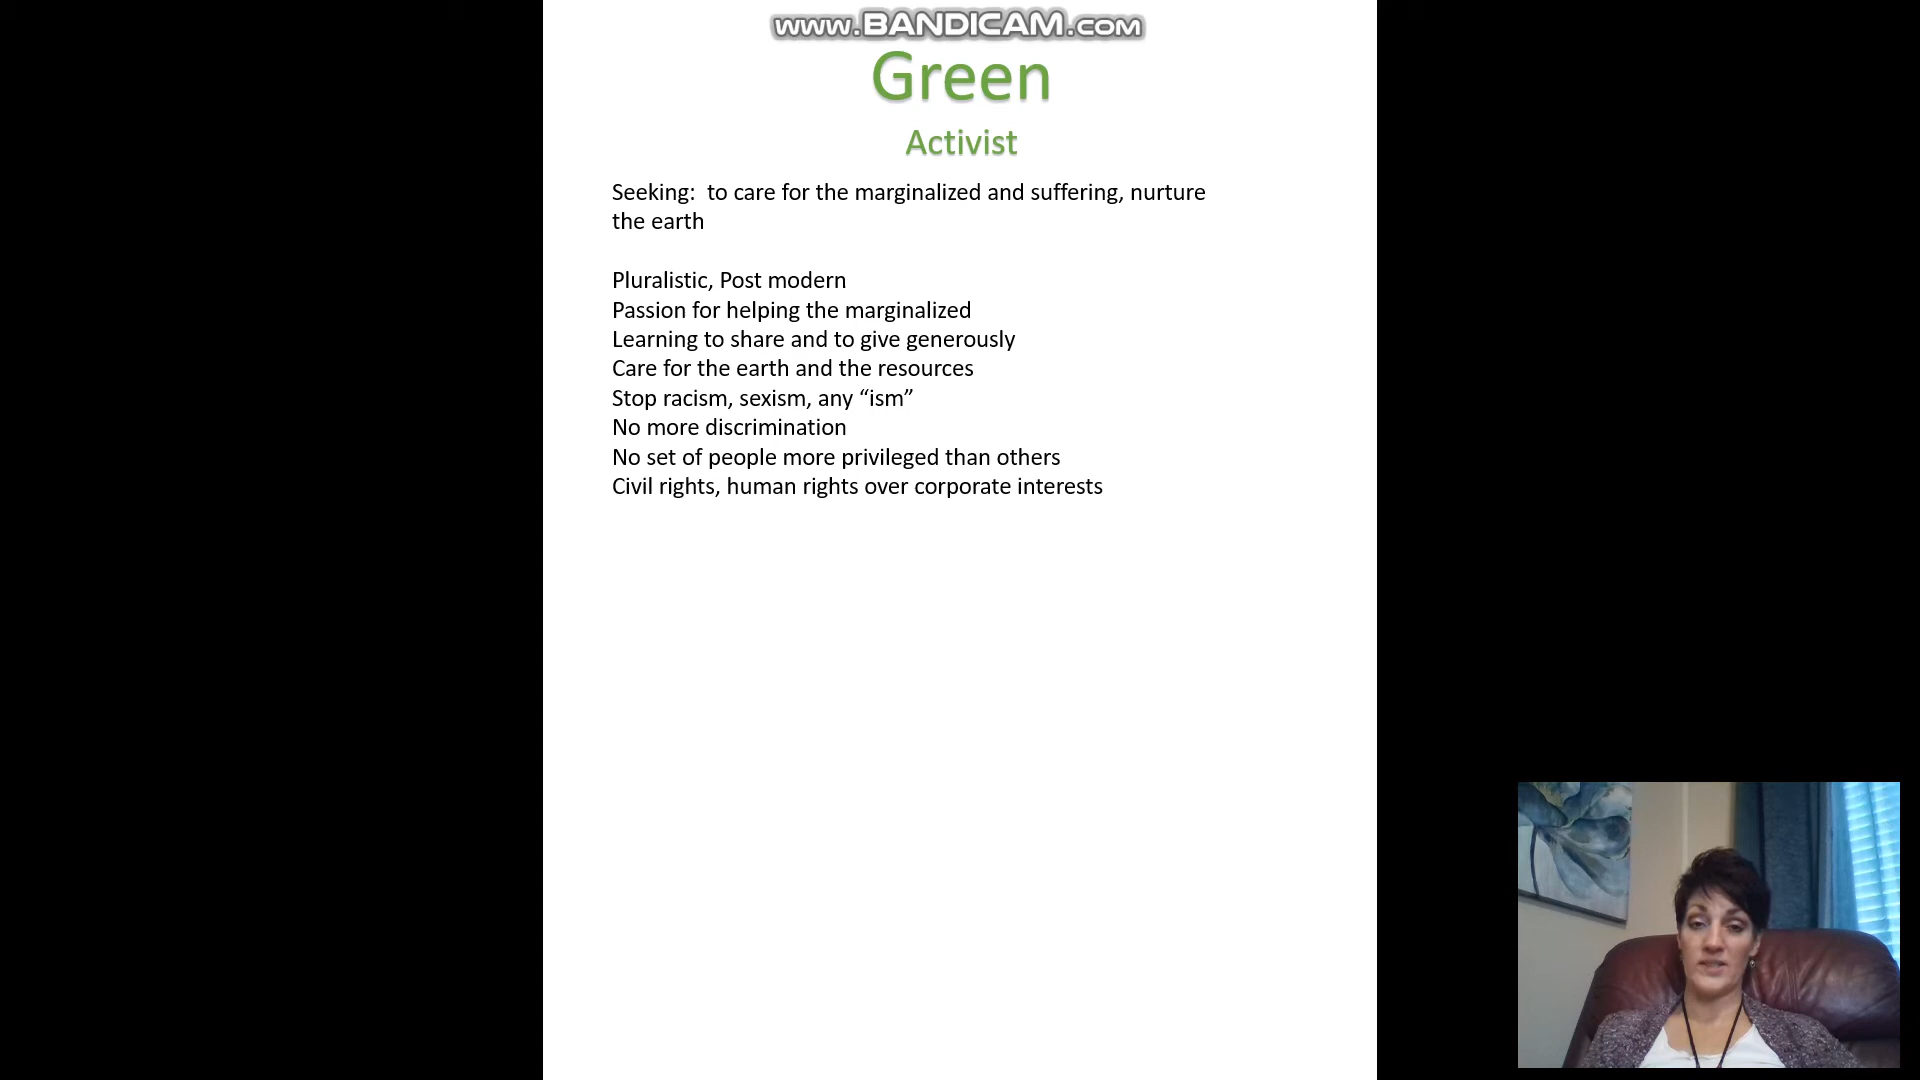 www.BANDICAM.com
Green
Activist
Seeking:  to care for the marginalized and suffering, nurture
the earth
Pluralistic, Post modern
Passion for helping the marginalized
Learning to share and to give generously
Care for the earth and the resources
Stop racism, sexism, any “ism”
No more discrimination
No set of people more privileged than others
Civil rights, human rights over corporate interests